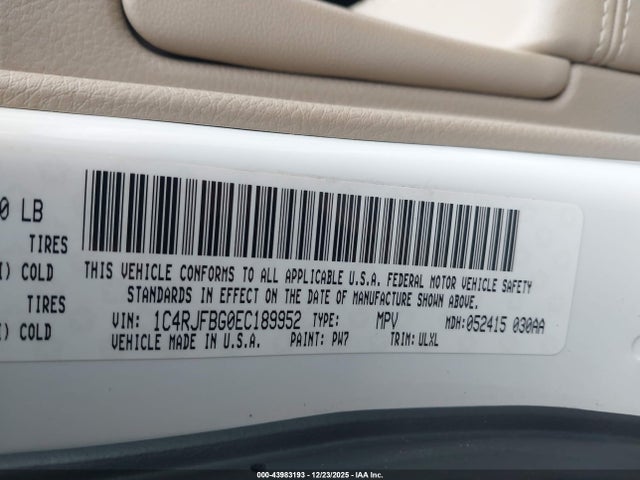 0 LB
TIRES
) COLD
TIRES
) COLD
THIS VEHICLE CONFORMS TO ALL APPLICABLE U.S.A. FEDERAL MOTOR VEHICLE SAFETY
STANDARDS IN EFFECT ON THE DATE OF MANUFACTURE SHOWN ABOVE.
VIN: 1C4RJFBG0EC189952 TYPE: MPV MDH:052415 030AA
VEHICLE MADE IN U.S.A. PAINT: PW7 TRIM:ULXL
000-43983193 - 12/23/2025 - IAA Inc.